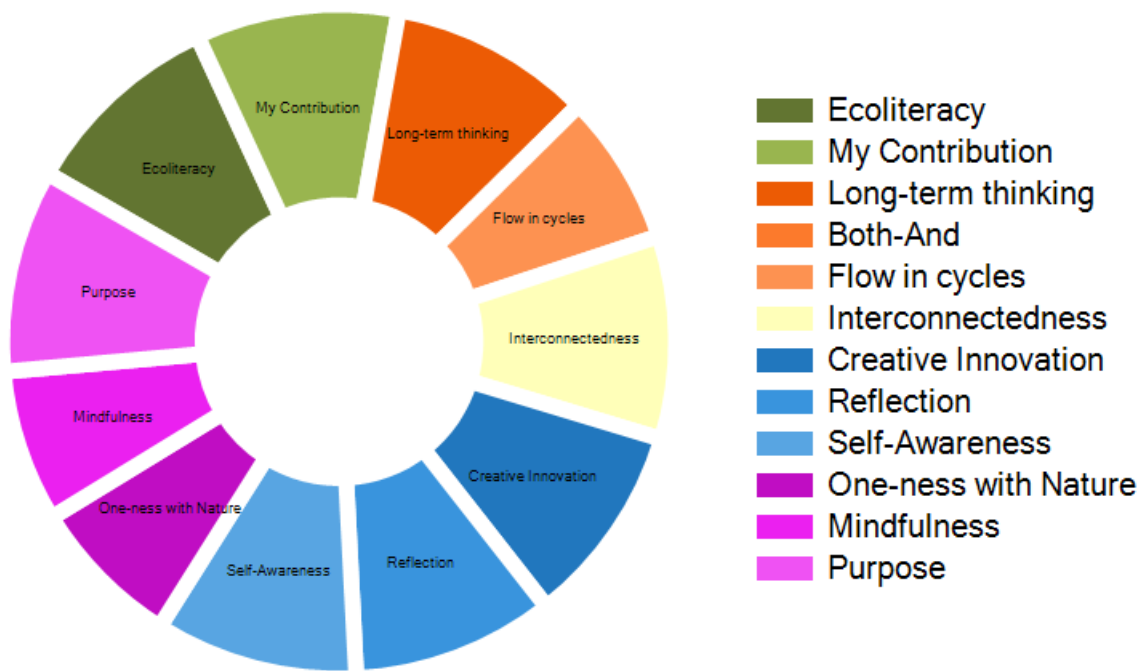 My Contribution
Long-term thinking
Ecoliteracy
Flow in cycles
Purpose
Interconnectedness
Mindfulness
Creative Innovation
One-ness with Nature
Reflection
Self-Awareness
Ecoliteracy
My Contribution
Long-term thinking
Both-And
Flow in cycles
Interconnectedness
Creative Innovation
Reflection
Self-Awareness
One-ness with Nature
Mindfulness
Purpose